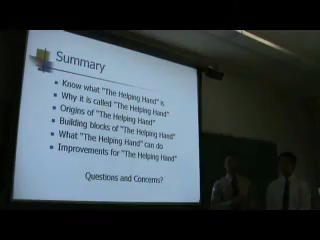 Summary
Know what "The Helping Hand" is
Why it is called "The Helping Hand"
Origins of "The Helping Hand"
Building blocks of "The Helping Hand"
What "The Helping Hand" can do
Improvements for "The Helping Hand"
Questions and Concerns?